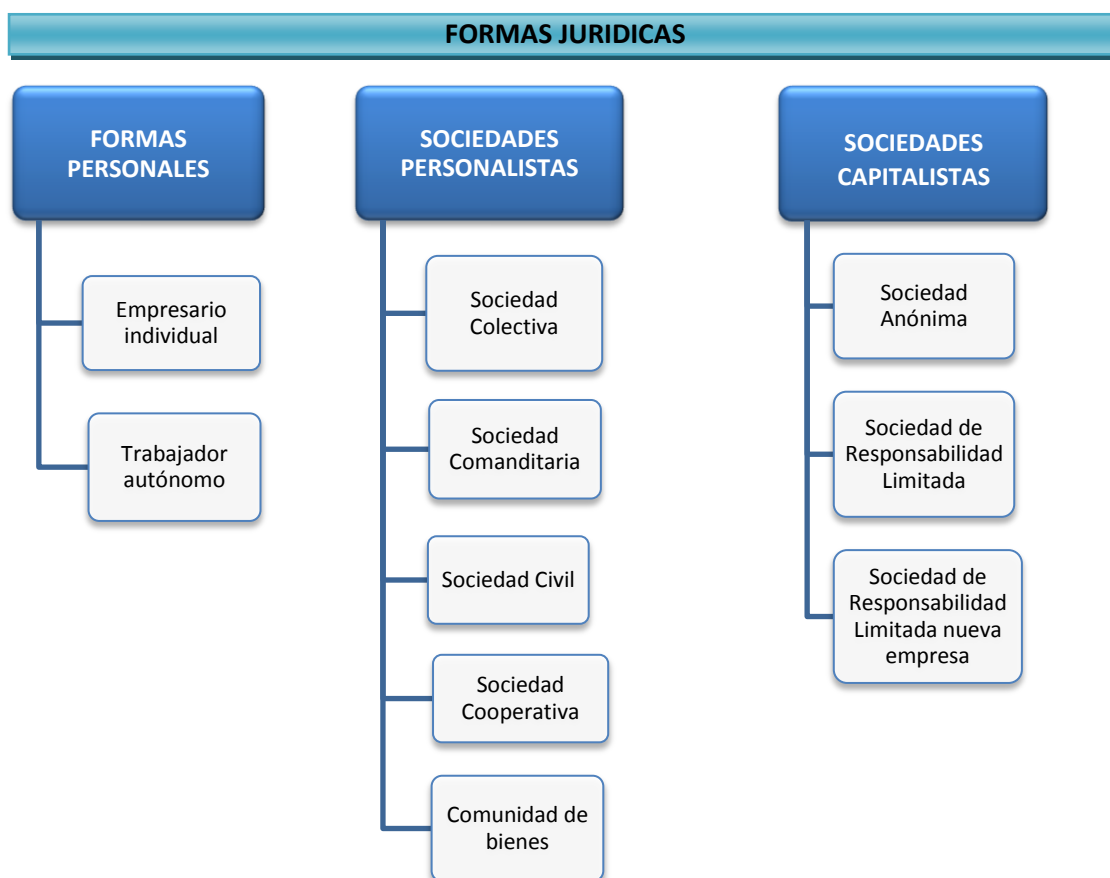 FORMAS JURIDICAS
FORMAS
PERSONALES
Empresario
individual
Trabajador
autónomo
SOCIEDADES
PERSONALISTAS
Sociedad
Colectiva
Sociedad
Comanditaria
Sociedad Civil
Sociedad
Cooperativa
Comunidad de
bienes
SOCIEDADES
CAPITALISTAS
Sociedad
Anónima
Sociedad de
Responsabilidad
Limitada
Sociedad de
Responsabilidad
Limitada nueva
empresa